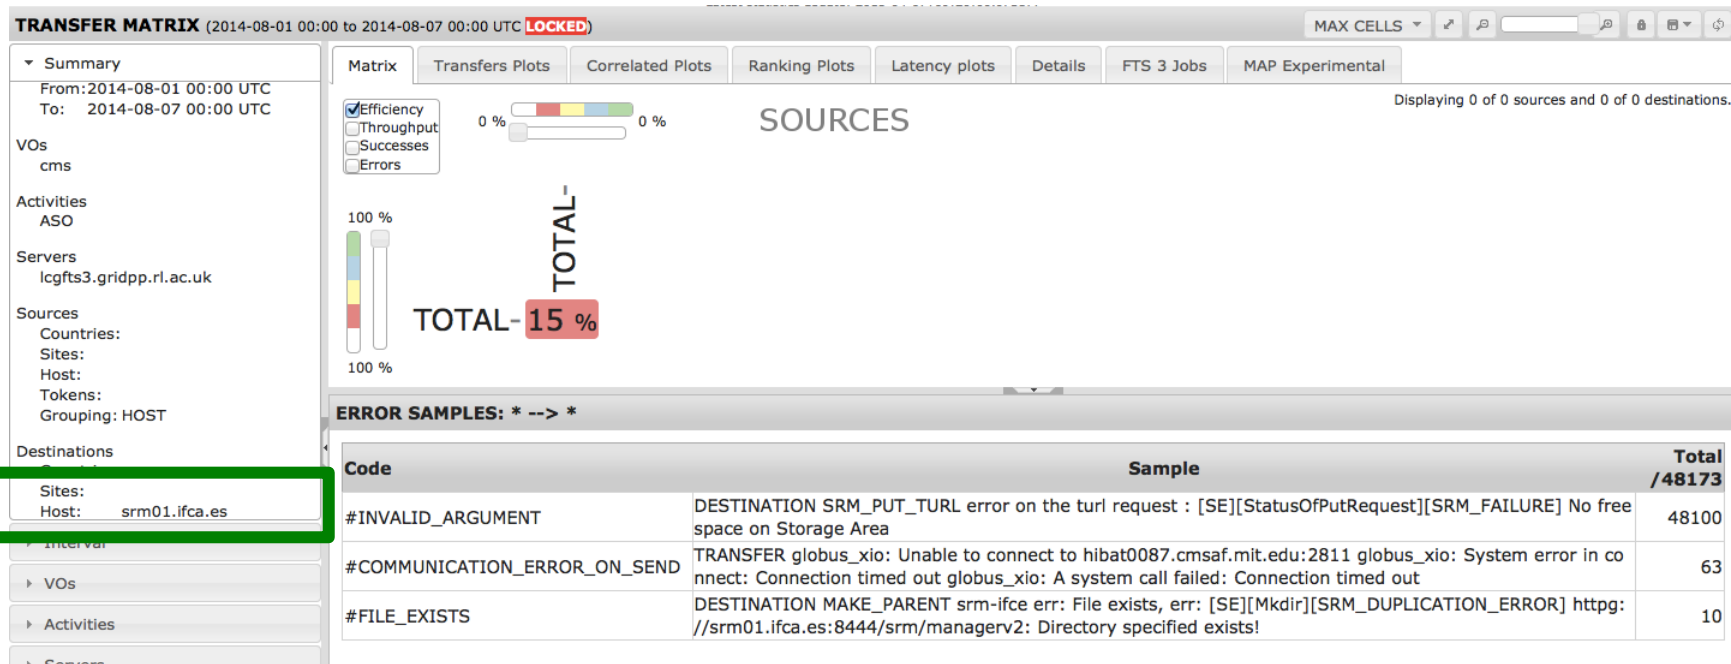 TRANSFER MATRIX (2014-08-01 00:00 to 2014-08-07 00:00 UTC LOCKED)
MAX CELLS
Summary
From:2014-08-01 00:00 UTC
To: 2014-08-07 00:00 UTC
VOs
cms
Activities
ASO
Servers
lcgfts3.gridpp.rl.ac.uk
Sources
Countries:
Sites:
Host:
Tokens:
Grouping: HOST
Destinations
Sites:
Host: srm01.ifca.es
Interval
VOs
Activities
Servers
Matrix
Transfers Plots
Correlated Plots
Ranking Plots
Latency plots
Details
FTS 3 Jobs
MAP Experimental
Efficiency
Throughput
Successes
Errors
0 %
0 %
SOURCES
Displaying 0 of 0 sources and 0 of 0 destinations.
100 %
100 %
TOTAL-
TOTAL-15 %
ERROR SAMPLES: * --> *
Code Sample Total
/48173
#INVALID_ARGUMENT
DESTINATION SRM_PUT_TURL error on the turl request : [SE][StatusOfPutRequest][SRM_FAILURE] No free
space on Storage Area
48100
#COMMUNICATION_ERROR_ON_SEND
TRANSFER globus_xio: Unable to connect to hibat0087.cmsaf.mit.edu:2811 globus_xio: System error in co
nnect: Connection timed out globus_xio: A system call failed: Connection timed out
63
#FILE_EXISTS
DESTINATION MAKE_PARENT srm-ifce err: File exists, err: [SE][Mkdir][SRM_DUPLICATION_ERROR] httpg:
//srm01.ifca.es:8444/srm/managerv2: Directory specified exists!
10